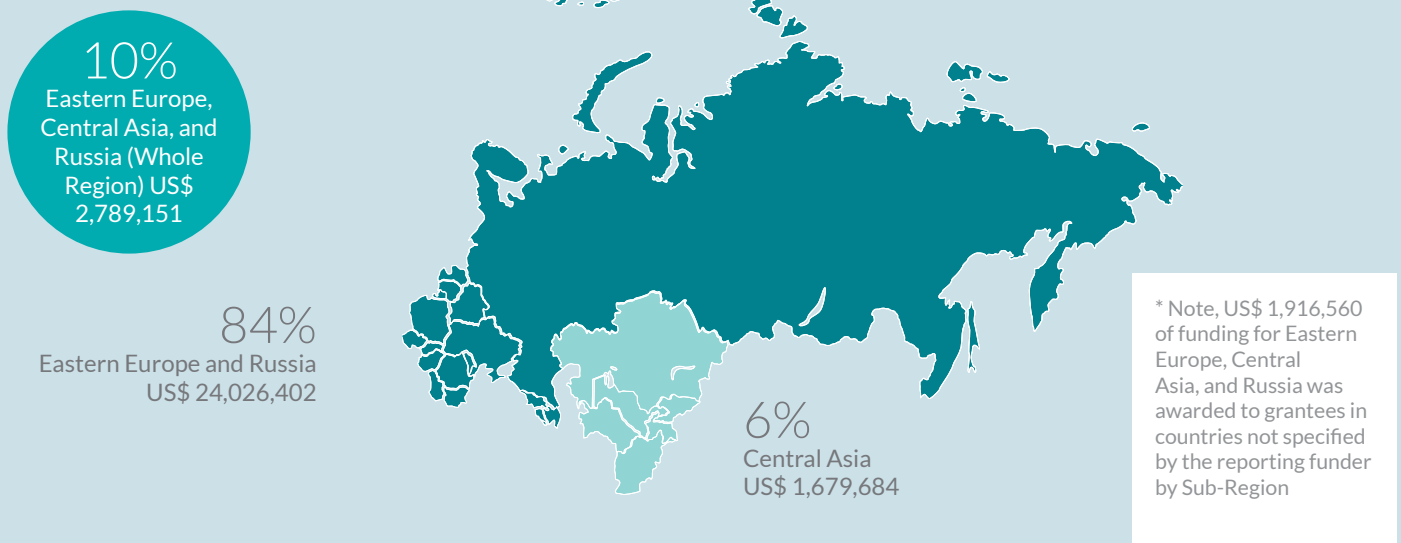 10%
Eastern Europe,
Central Asia, and
Russia (Whole
Region) US$
2,789,151
84%
Eastern Europe and Russia
US$ 24,026,402
6%
Central Asia
US$ 1,679,684
* Note, US$ 1,916,560
of funding for Eastern
Europe, Central
Asia, and Russia was
awarded to grantees in
countries not specified
by the reporting funder
by Sub-Region